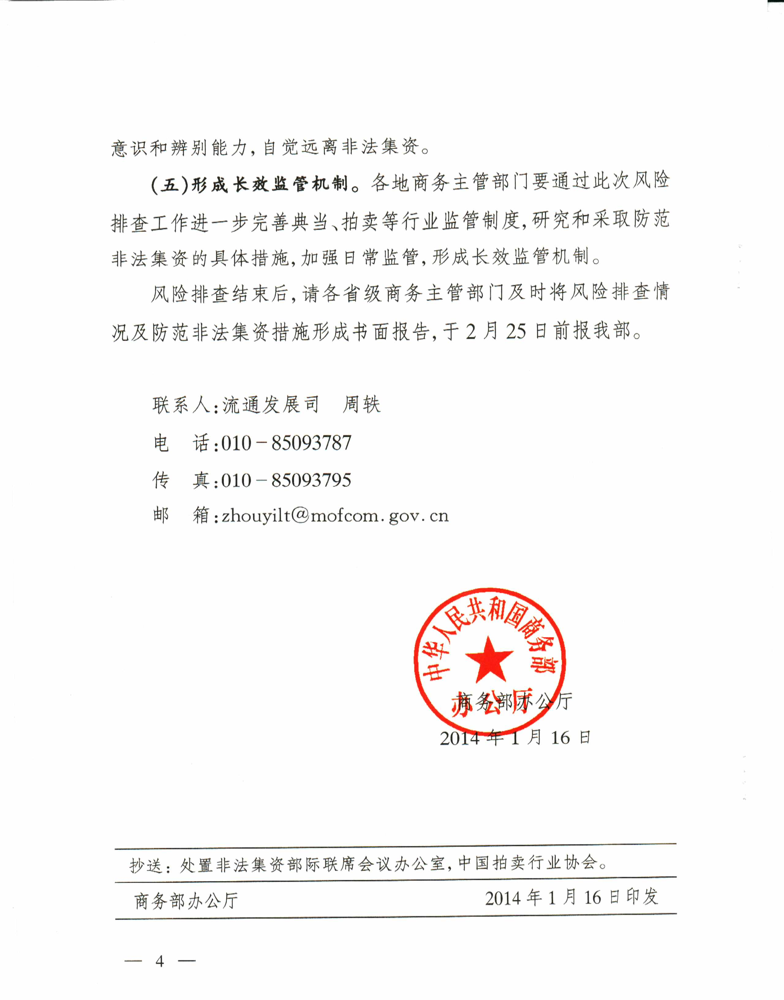 意识和辨别能力,自觉远离非法集资。
(五)形成长效监管机制。各地商务主管部门要通过此次风险
排查工作进一步完善典当、拍卖等行业监管制度,研究和采取防范
非法集资的具体措施,加强日常监管,形成长效监管机制。
风险排查结束后,请各省级商务主管部门及时将风险排查情
况及防范非法集资措施形成书面报告,于2月25日前报我部。
联系人:流通发展司 周轶
电 话:010-85093787
传 真:010-85093795
邮 箱:zhouyilt@mofcom.gov.cn
中华人民共和国商务部
办公厅
商务部办公厅
2014年1月16日
抄送:处置非法集资部际联席会议办公室,中国拍卖行业协会。
商务部办公厅 2014年1月16日印发
— 4 —